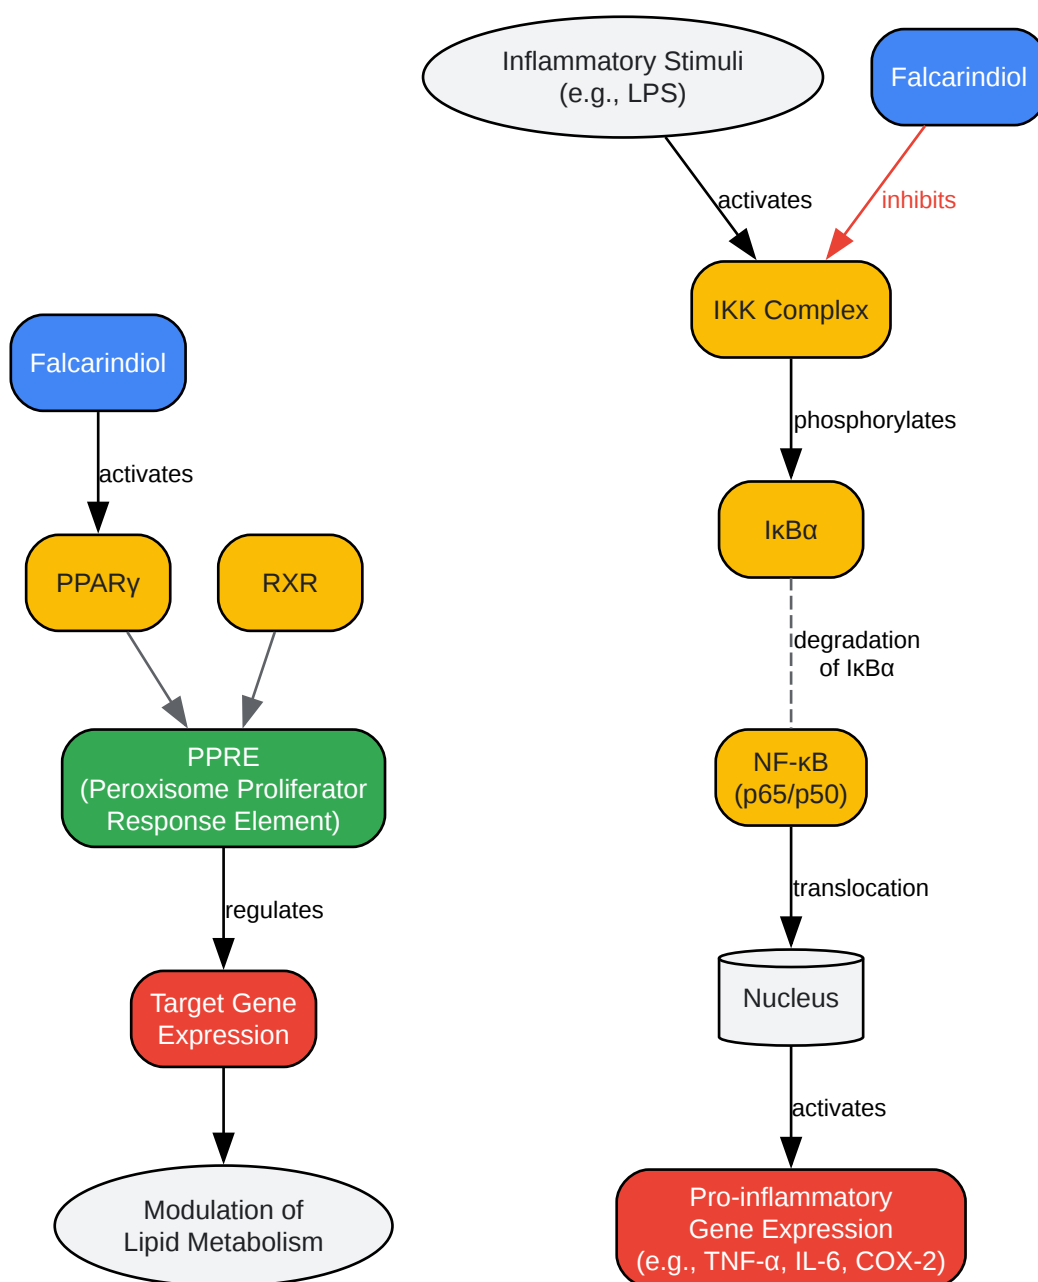 Falcarindiol
activates
PPARγ
RXR
PPRE
(Peroxisome Proliferator
Response Element)
regulates
Target Gene
Expression
Modulation of
Lipid Metabolism
Inflammatory Stimuli
(e.g., LPS)
Falcarindiol
activates
inhibits
IKK Complex
phosphorylates
IκBα
degradation
of IκBα
NF-κB
(p65/p50)
translocation
Nucleus
activates
Pro-inflammatory
Gene Expression
(e.g., TNF-α, IL-6, COX-2)